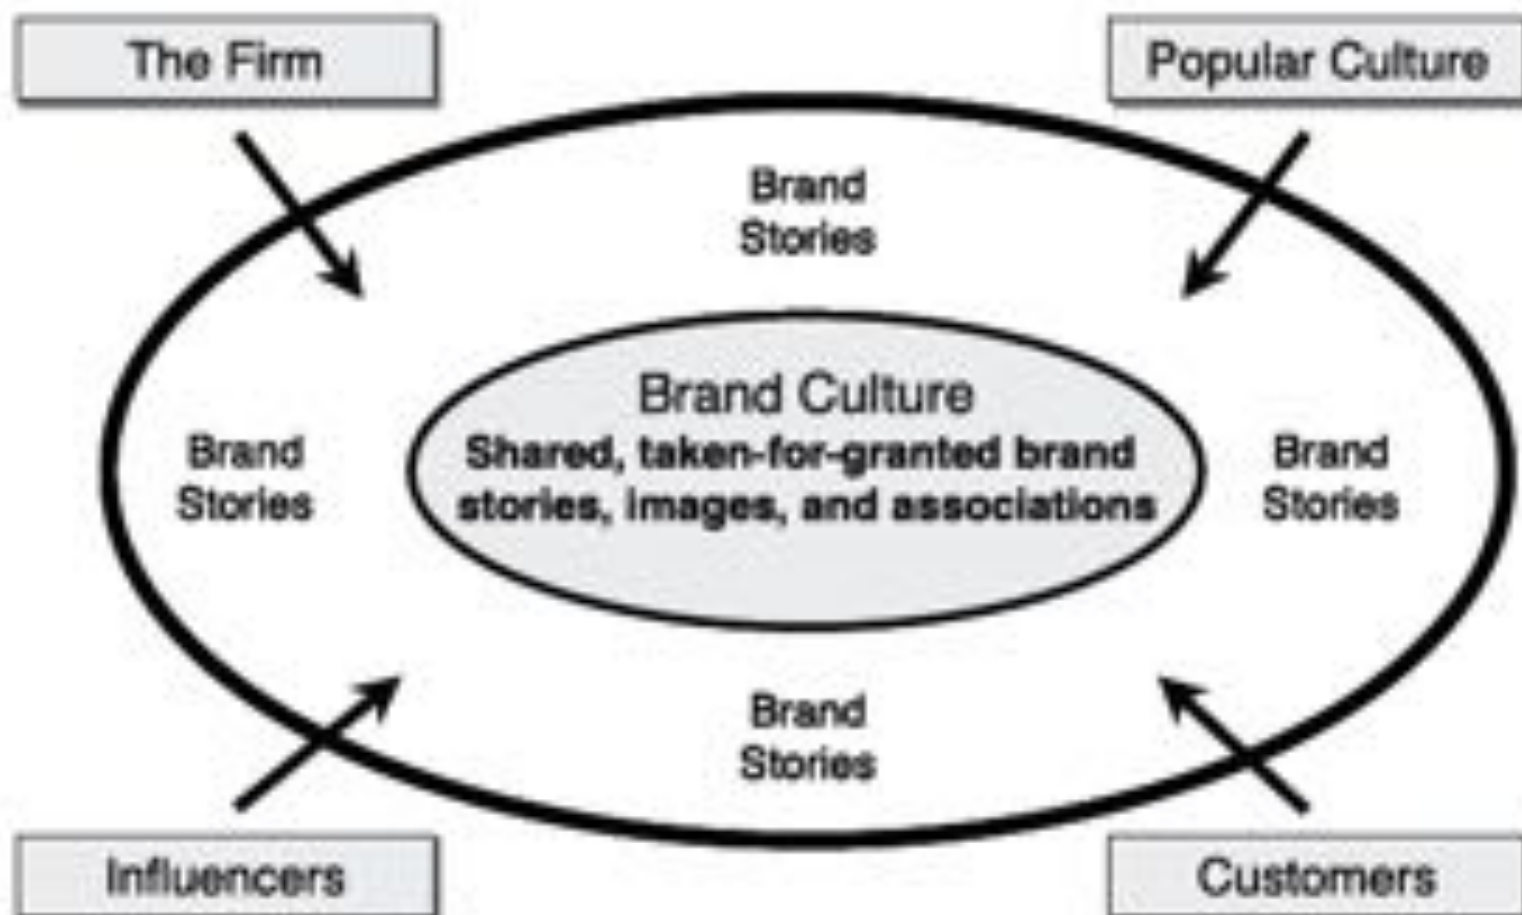 The Firm
Popular Culture
Brand
Stories
Brand Culture
Shared, taken-for-granted brand
stories, images, and associations
Brand
Stories
Brand
Stories
Brand
Stories
Influencers
Customers